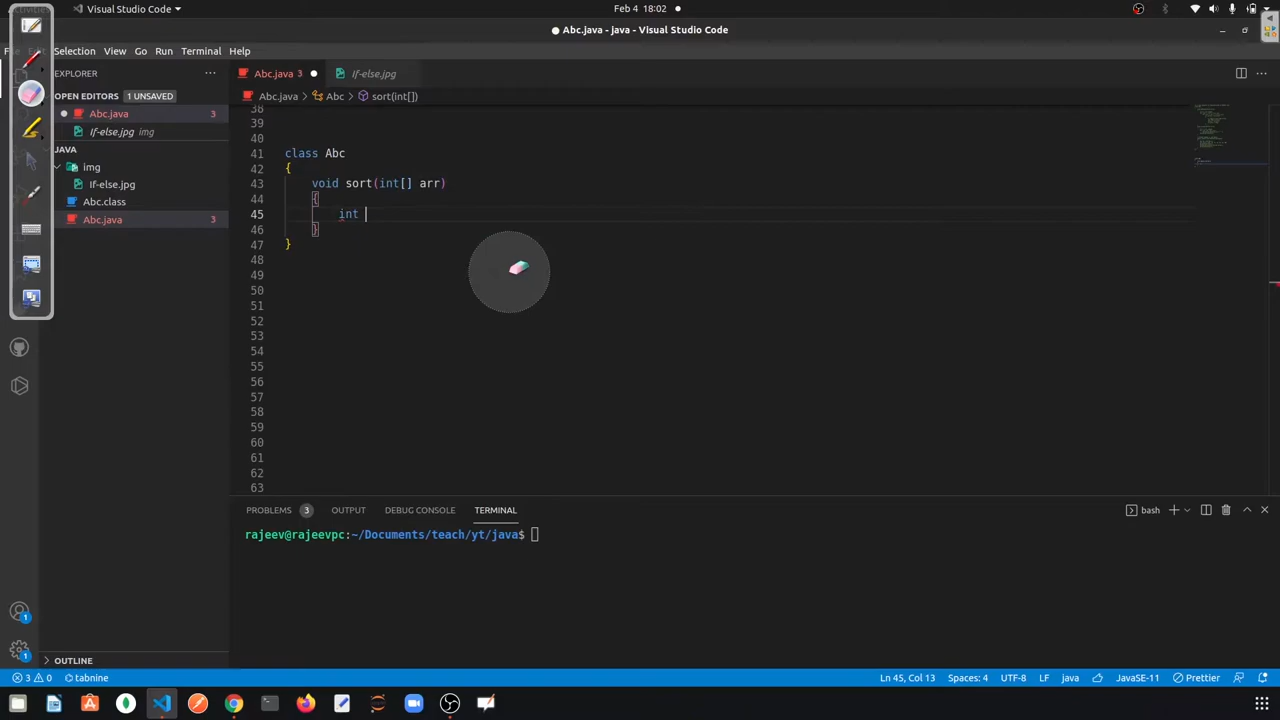 Visual Studio Code
Feb 4 18:02
Abc.java - java - Visual Studio Code
Selection View Go Run Terminal Help
EXPLORER
Abc.java 3
If-else.jpg
OPEN EDITORS 1 UNSAVED
Abc.java > Abc > sort(int[])
Abc.java 3
If-else.jpg img
JAVA
img
If-else.jpg
Abc.class
Abc.java 3
38
39
40
41 class Abc
42 {
43 void sort(int[] arr)
44 {
45 int
46 }
47 }
48
49
50
51
52
53
54
55
56
57
58
59
60
61
62
63
PROBLEMS 3 OUTPUT DEBUG CONSOLE TERMINAL
bash
rajeev@rajeevpc:~/Documents/teach/yt/java$
1
1
OUTLINE
3 0 tabnine
Ln 45, Col 13 Spaces: 4 UTF-8 LF java JavaSE-11 Prettier